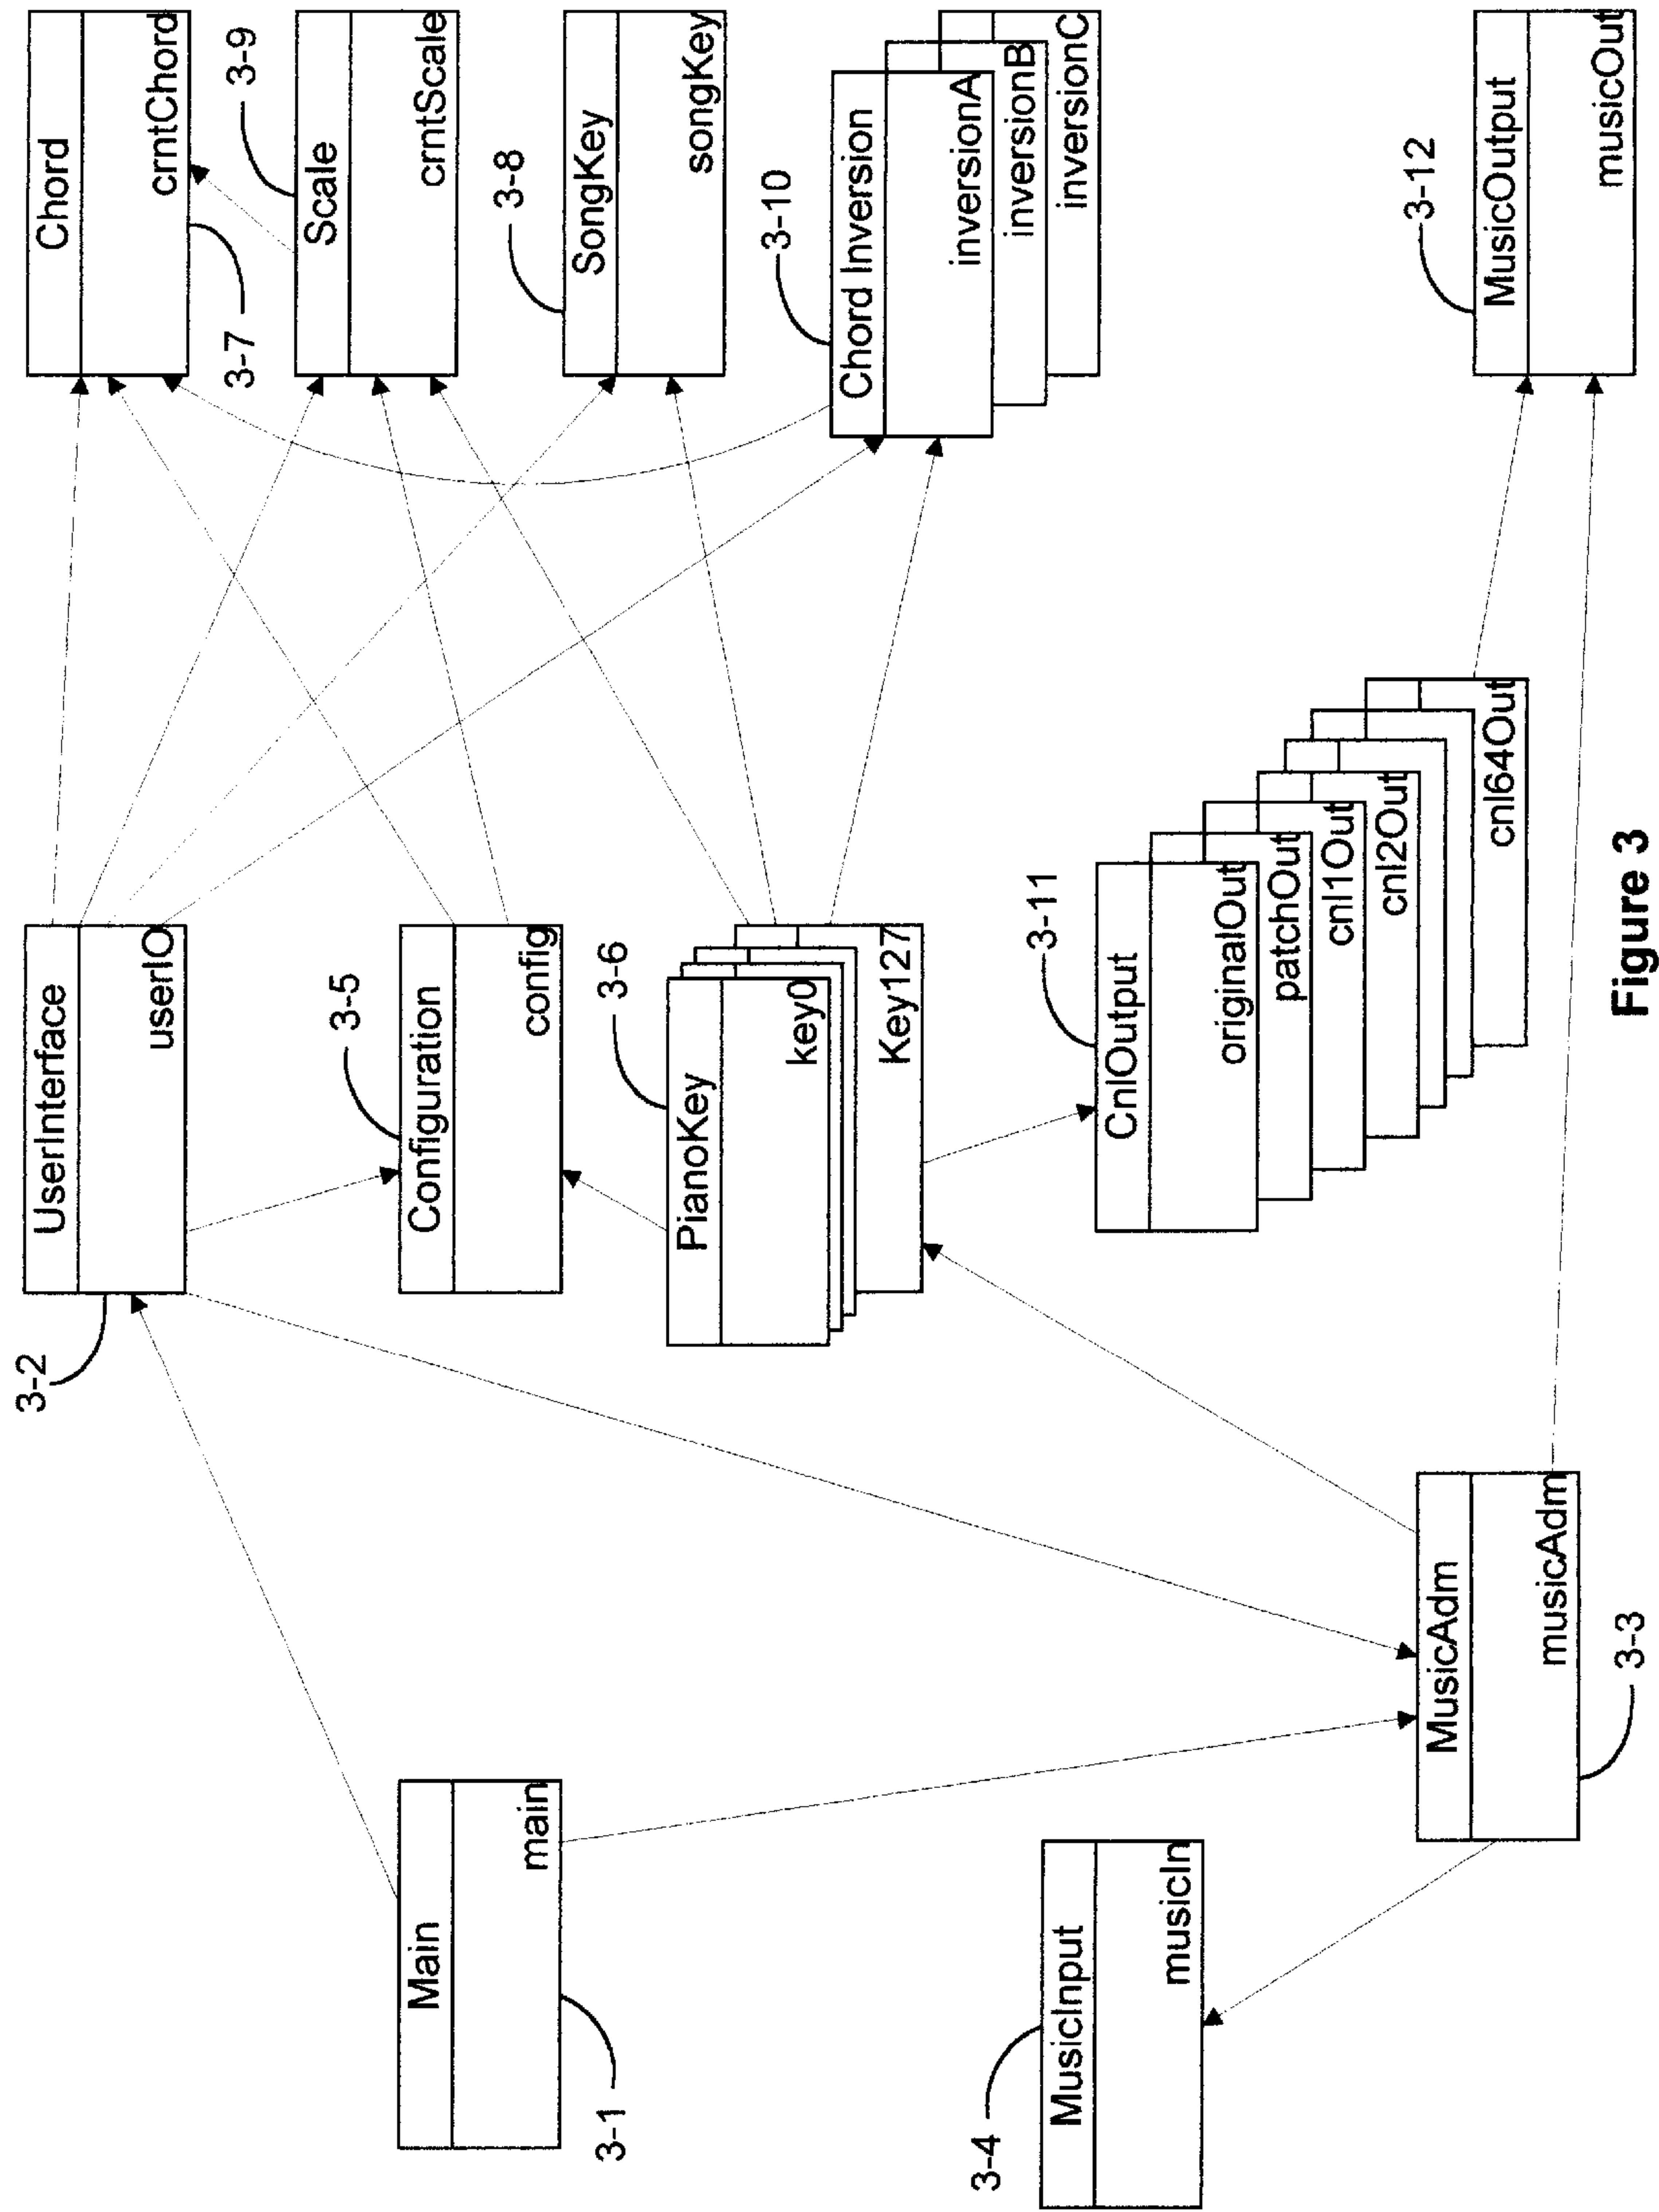 Main
main
3-1
MusicInput
musicIn
3-4
MusicAdm
musicAdm
3-3
UserInterface
userIO
3-2
Configuration
config
3-5
PianoKey
key0
Key127
3-6
CnlOutput
originalOut
patchOut
cnl1Out
cnl2Out
cnl64Out
3-11
Chord
crntChord
3-7
Scale
crntScale
3-9
SongKey
songKey
3-8
Chord Inversion
inversionA
inversionB
inversionC
3-10
MusicOutput
musicOut
3-12
Figure 3